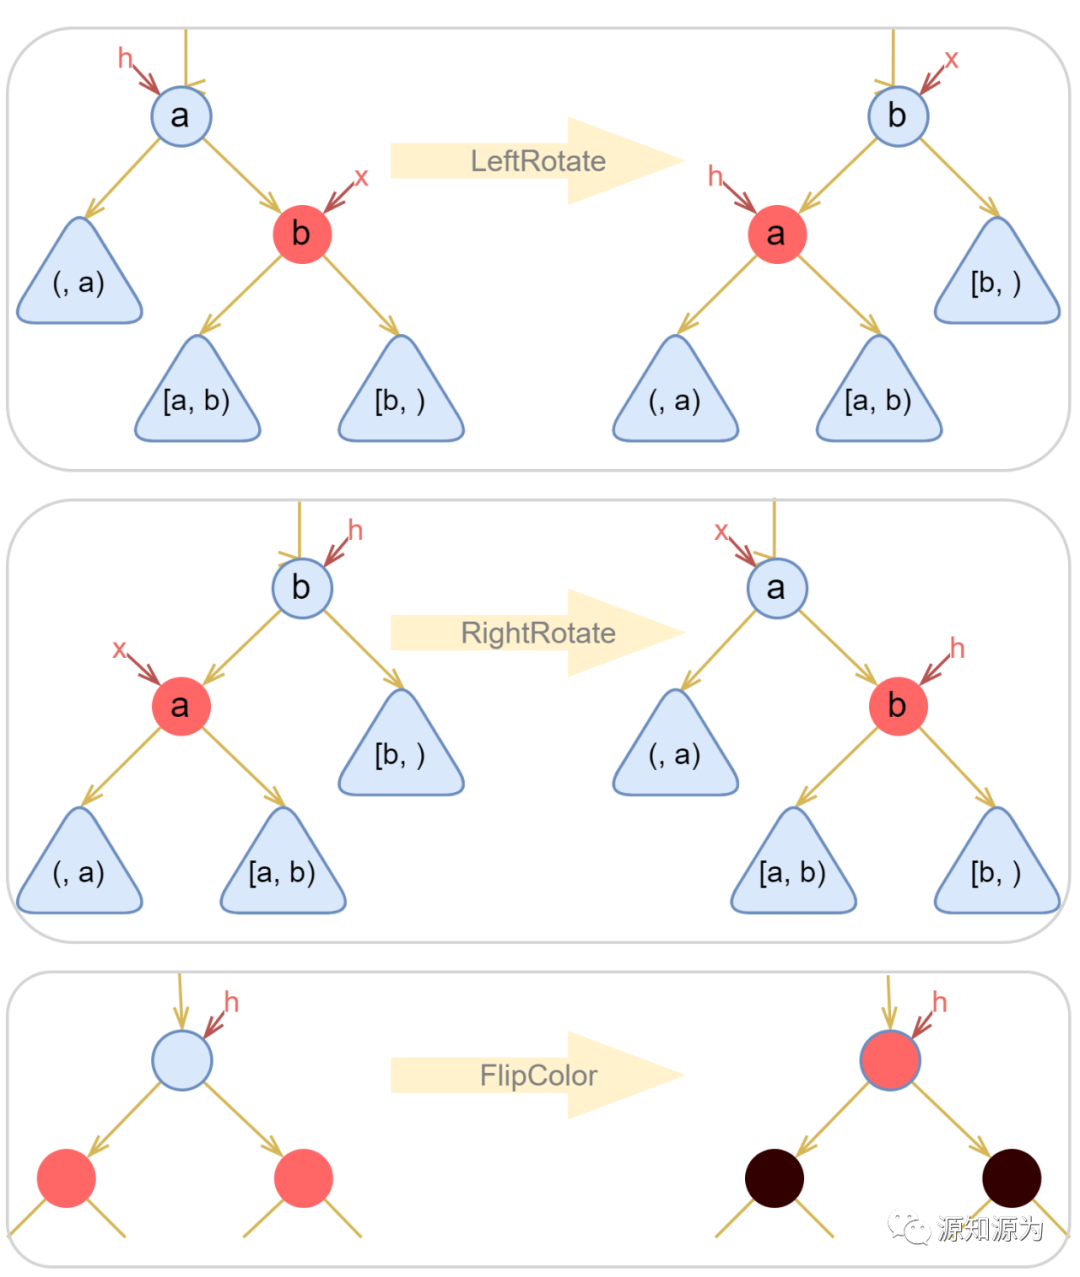 h
x
a
b
LeftRotate
x
h
b
a
(, a)
[b, )
[a, b)
[b, )
(, a)
[a, b)
h
x
b
a
RightRotate
x
h
a
b
[b, )
(, a)
(, a)
[a, b)
[a, b)
[b, )
h
h
FlipColor
源知源为